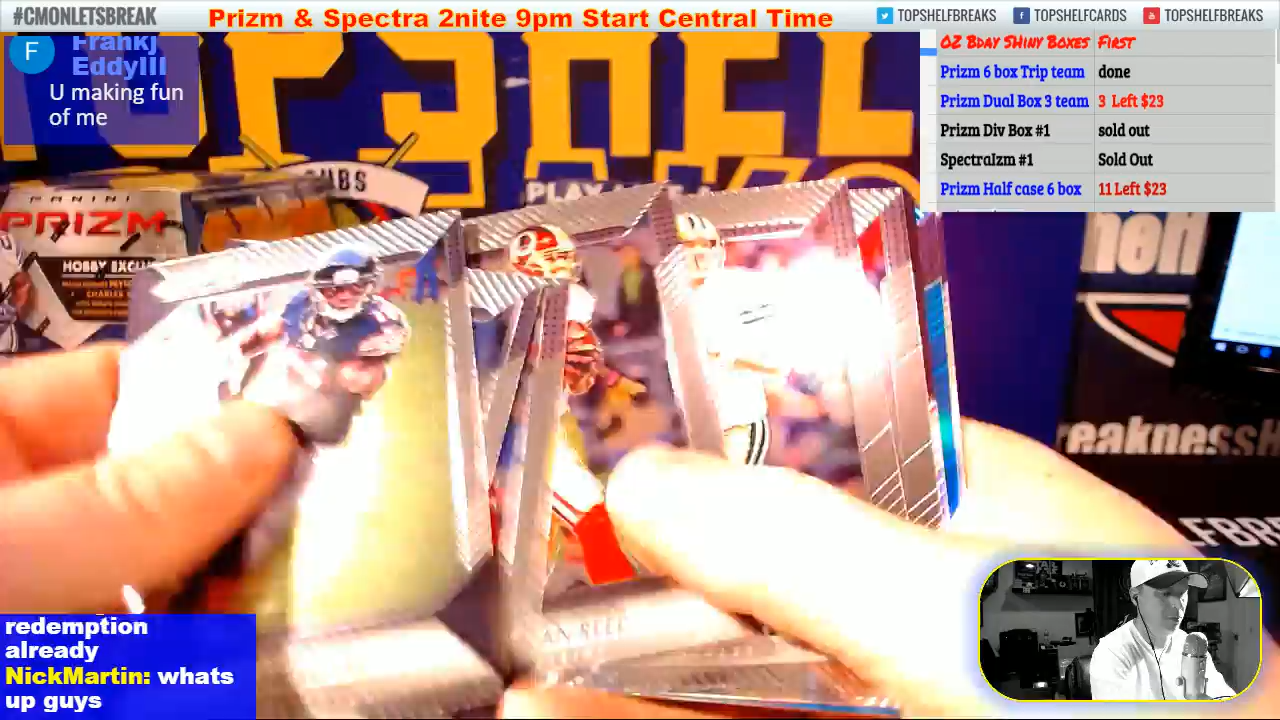 #CMONLETSBREAK
Prizm & Spectra 2nite 9pm Start Central Time
TOPSHELFBREAKS
TOPSHELFCARDS
TOPSHELFBREAKS
F
Frankj
EddyIII
U making fun
of me
OZ Bday SHiny Boxes First
Prizm 6 box Trip team done
Prizm Dual Box 3 team 3 Left $23
Prizm Div Box #1 sold out
SpectraIzm #1 Sold Out
Prizm Half case 6 box 11 Left $23
CUBS
PANINI
PRIZM
redemption
already
NickMartin: whats
up guys